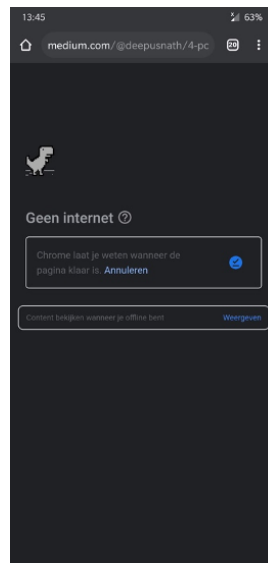 13:45
63%
medium.com/@deepusnath/4-pc
20
Geen internet
Chrome laat je weten wanneer de
pagina klaar is. Annuleren
Content bekijken wanneer je offline bent
Weergeven